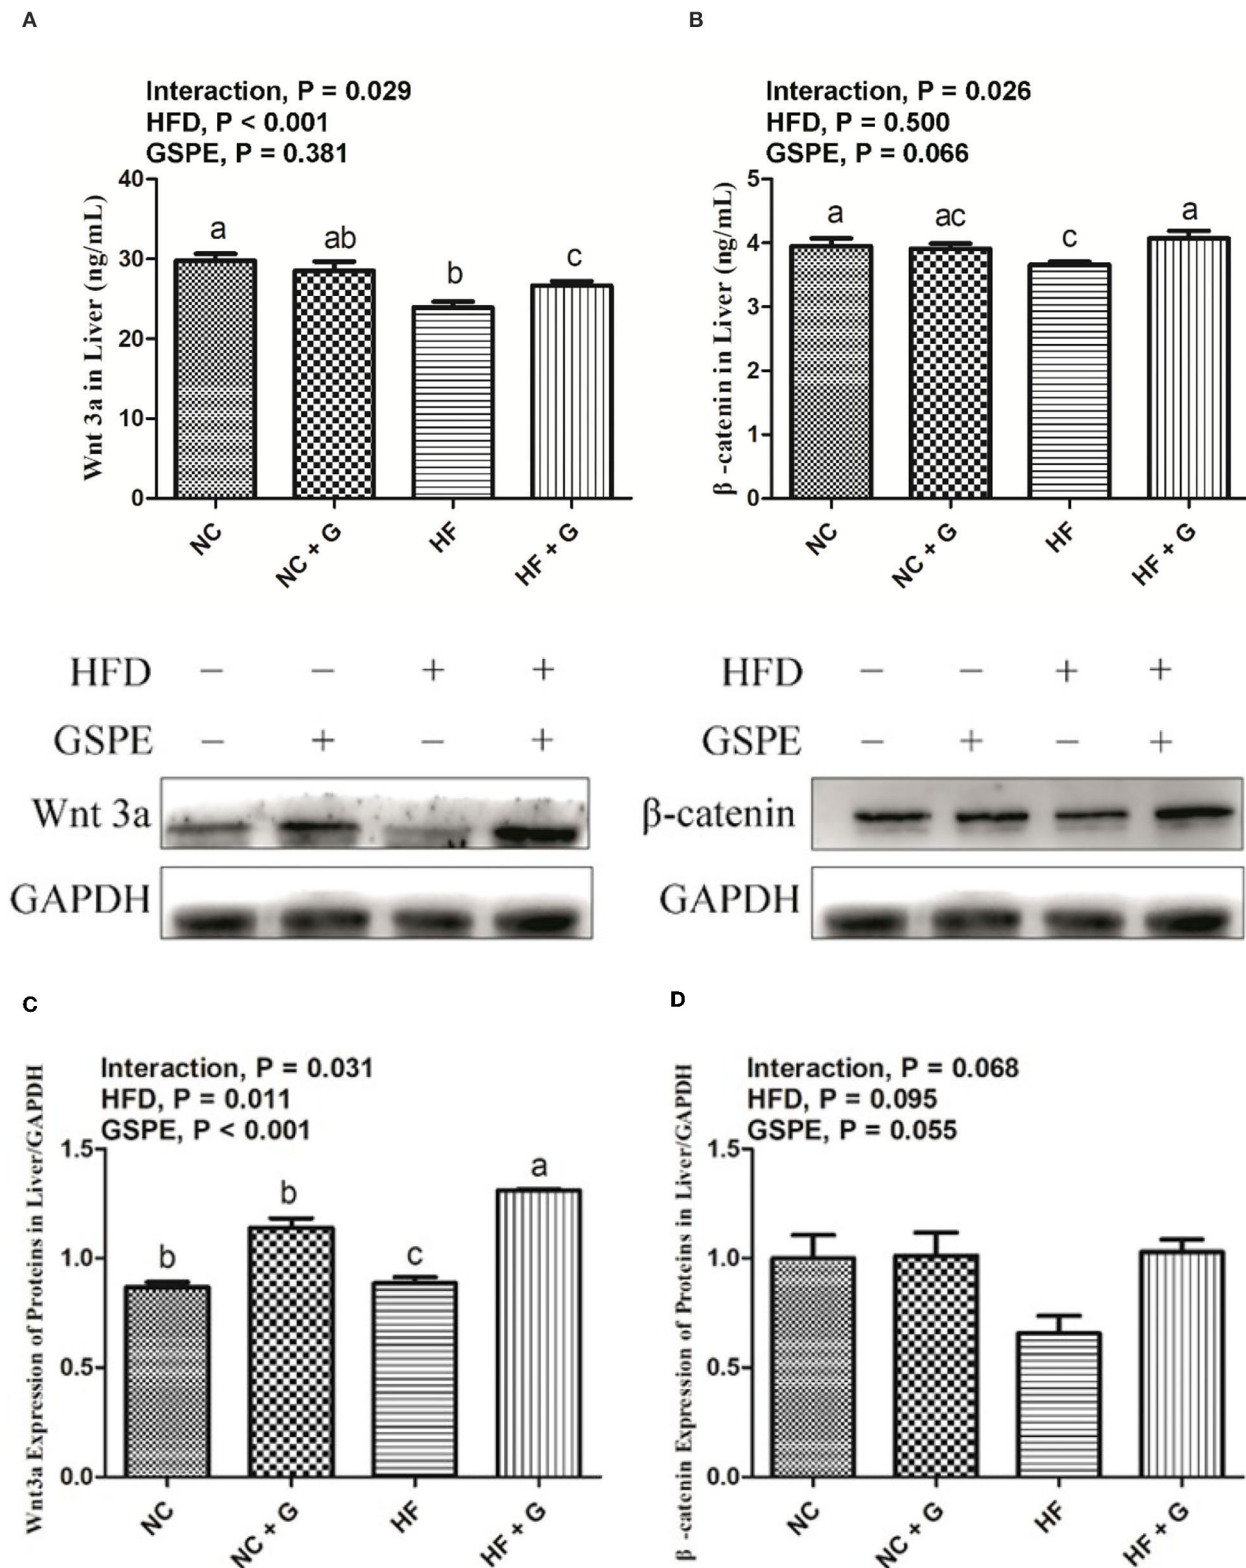 A
B
Interaction, P = 0.029
HFD, P < 0.001
GSPE, P = 0.381
Interaction, P = 0.026
HFD, P = 0.500
GSPE, P = 0.066
Wnt 3a in Liver (ng/mL)
40
30
20
10
0
a
ab
b
c
NC
NC + G
HF
HF + G
β -catenin in Liver (ng/mL)
5
4
3
2
1
0
a
ac
c
a
NC
NC + G
HF
HF + G
HFD − − + +
GSPE − + − +
Wnt 3a
GAPDH
HFD − − + +
GSPE − + − +
β-catenin
GAPDH
C
D
Interaction, P = 0.031
HFD, P = 0.011
GSPE, P < 0.001
Interaction, P = 0.068
HFD, P = 0.095
GSPE, P = 0.055
Wnt3a Expression of Proteins in Liver/GAPDH
1.5
1.0
0.5
0.0
b
b
c
a
NC
NC + G
HF
HF + G
β -catenin Expression of Proteins in Liver/GAPDH
1.5
1.0
0.5
0.0
NC
NC + G
HF
HF + G